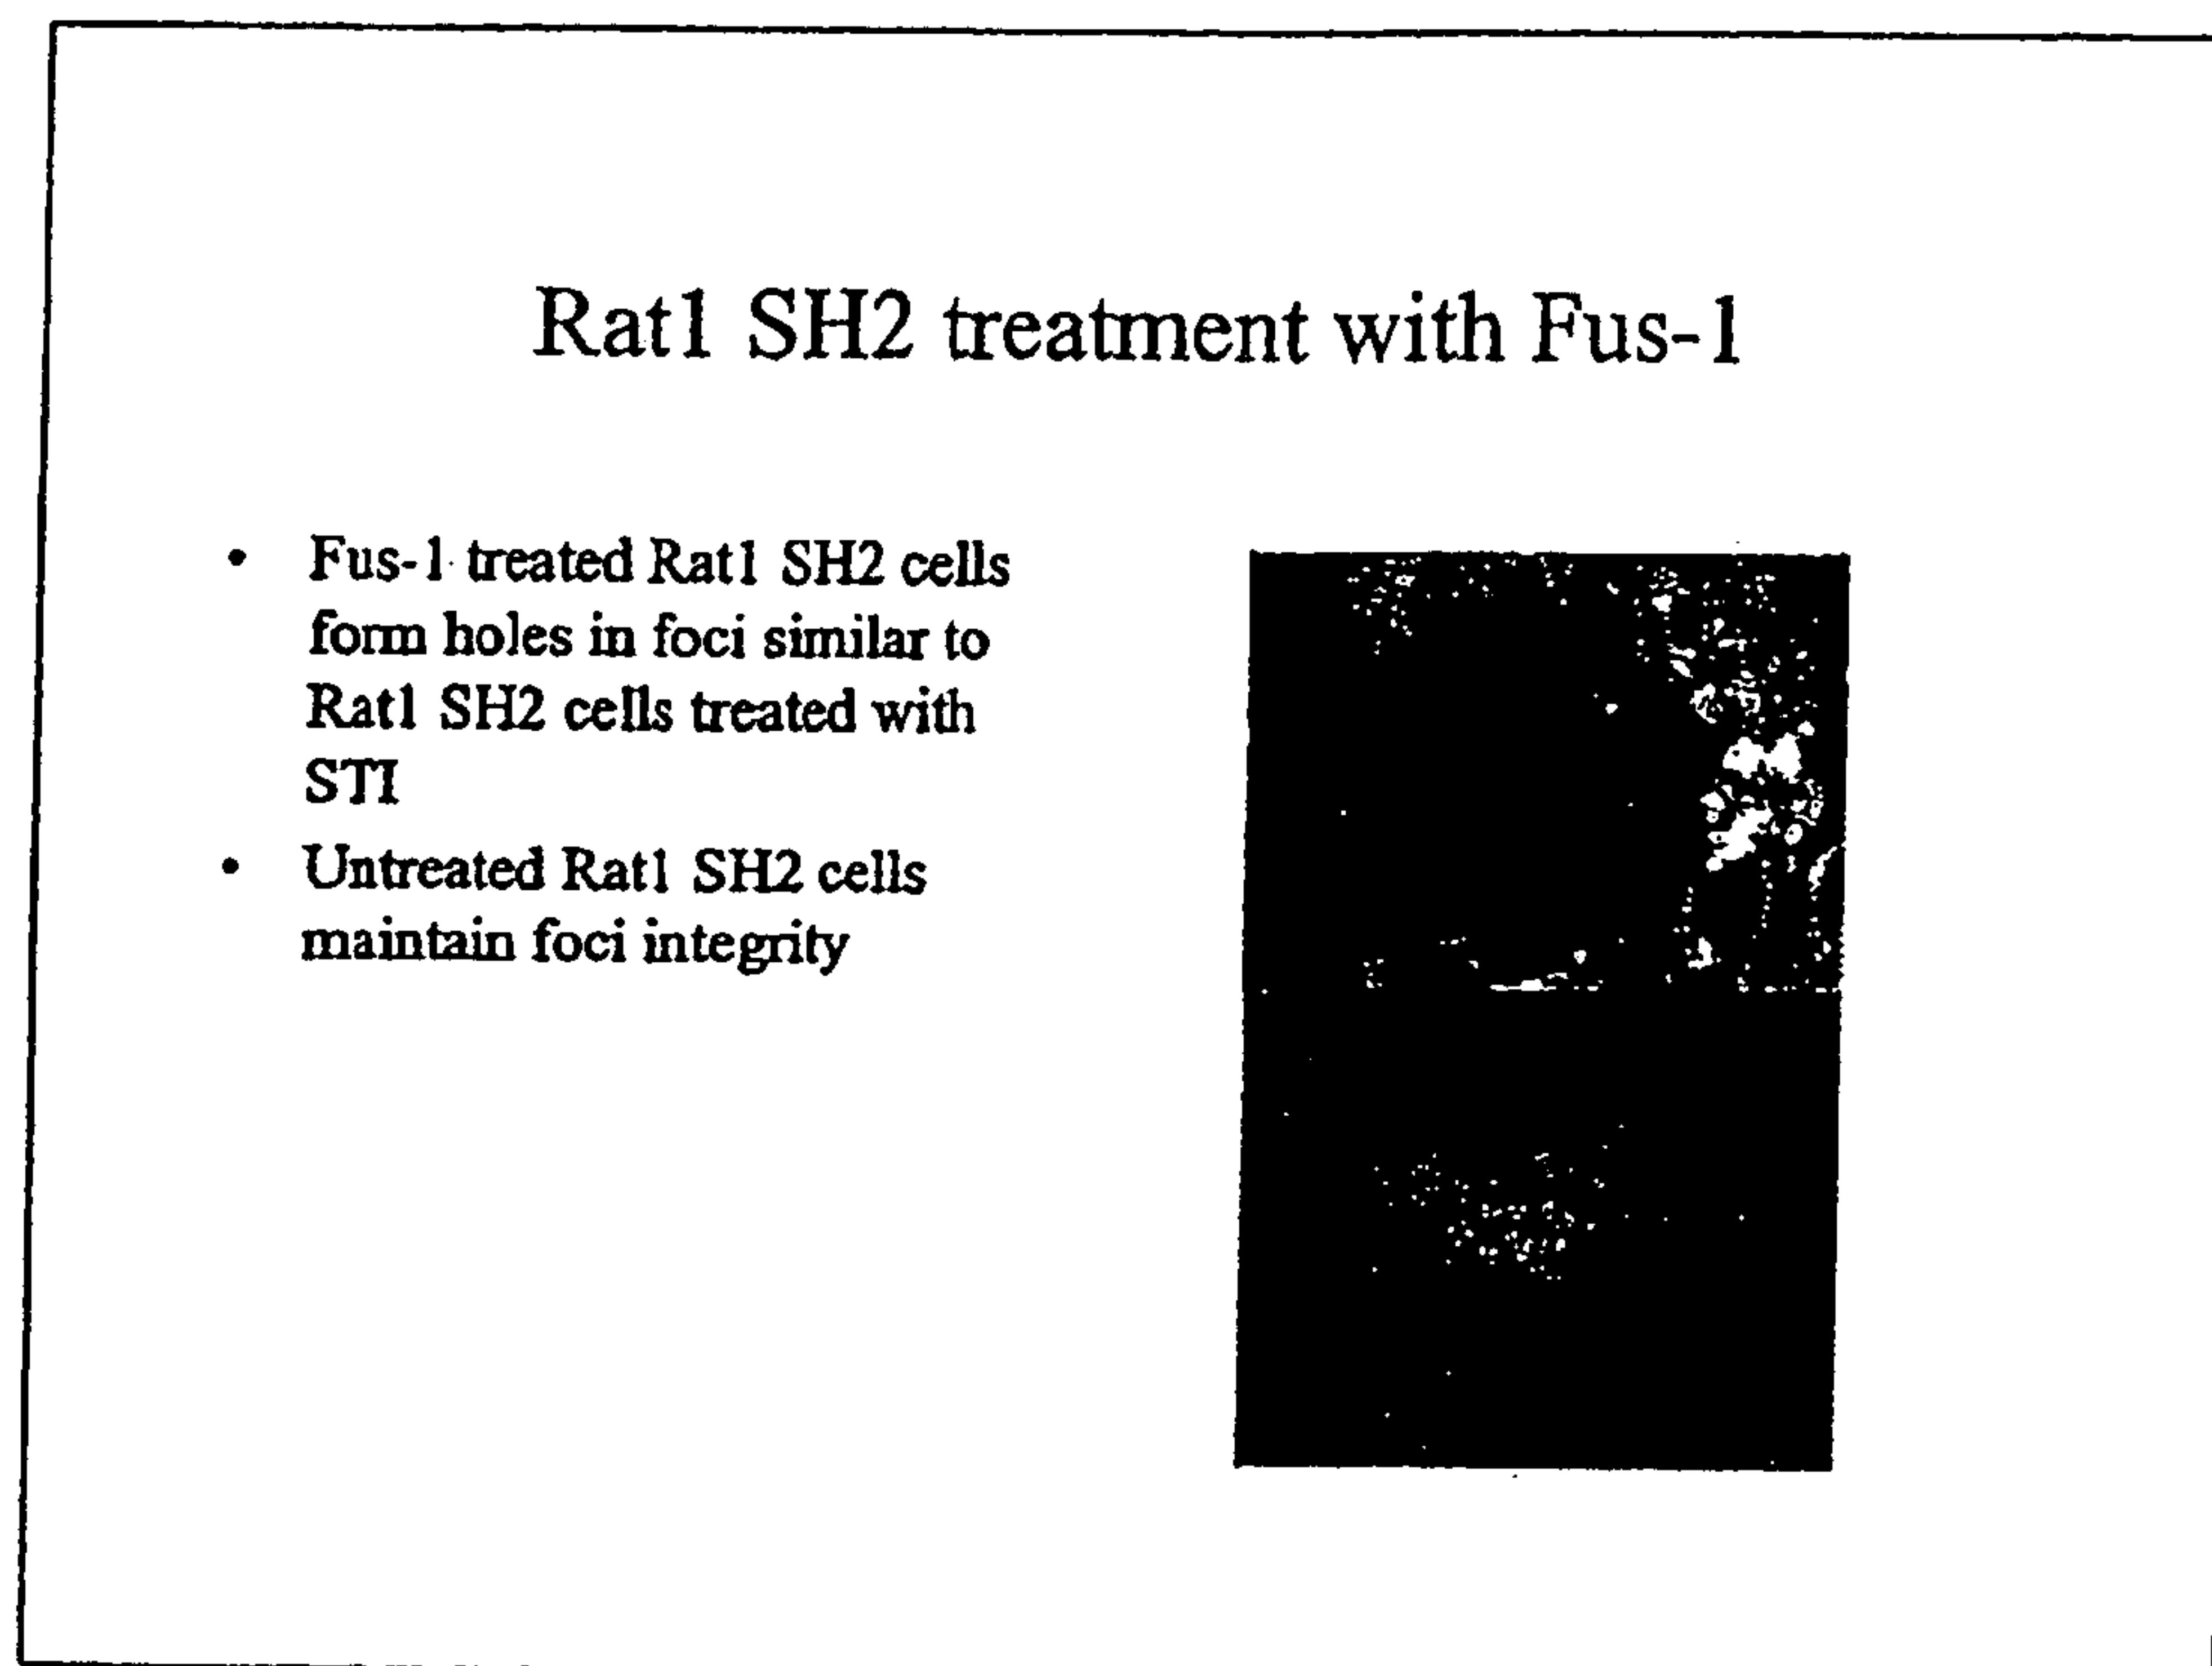 Rat1 SH2 treatment with Fus-1
• Fus-1 treated Rat1 SH2 cells
form holes in foci similar to
Rat1 SH2 cells treated with
STI
• Untreated Rat1 SH2 cells
maintain foci integrity